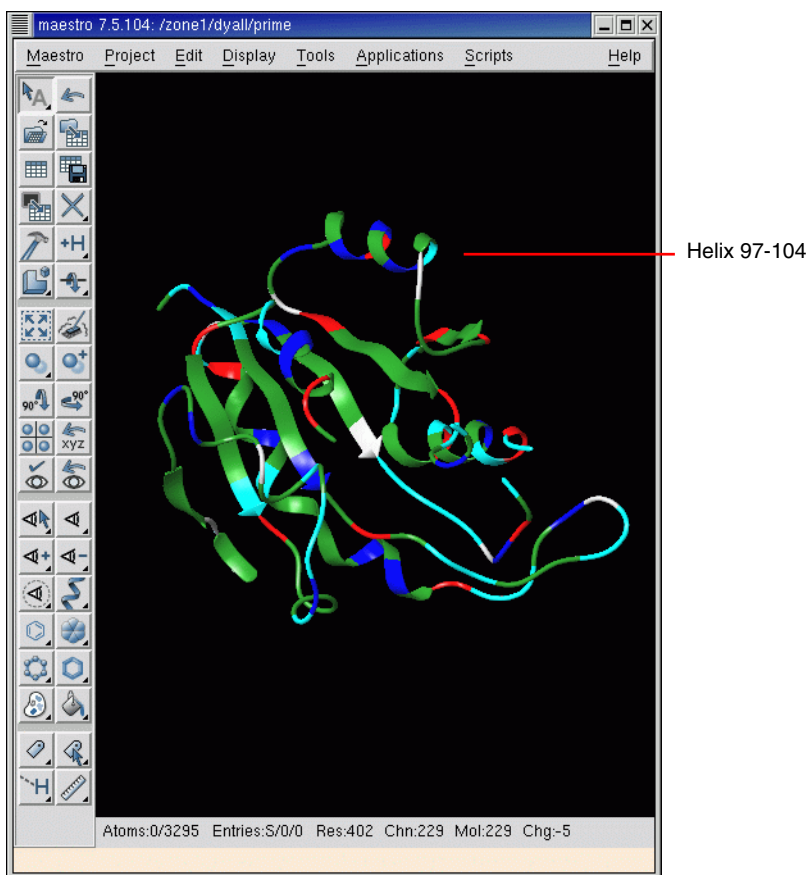 maestro 7.5.104: /zone1/dyall/prime
Maestro Project Edit Display Tools Applications Scripts Help
A
+H
Helix 97-104
90° 90°
xyz
+ -
H
Atoms:0/3295 Entries:S/0/0 Res:402 Chn:229 Mol:229 Chg:-5